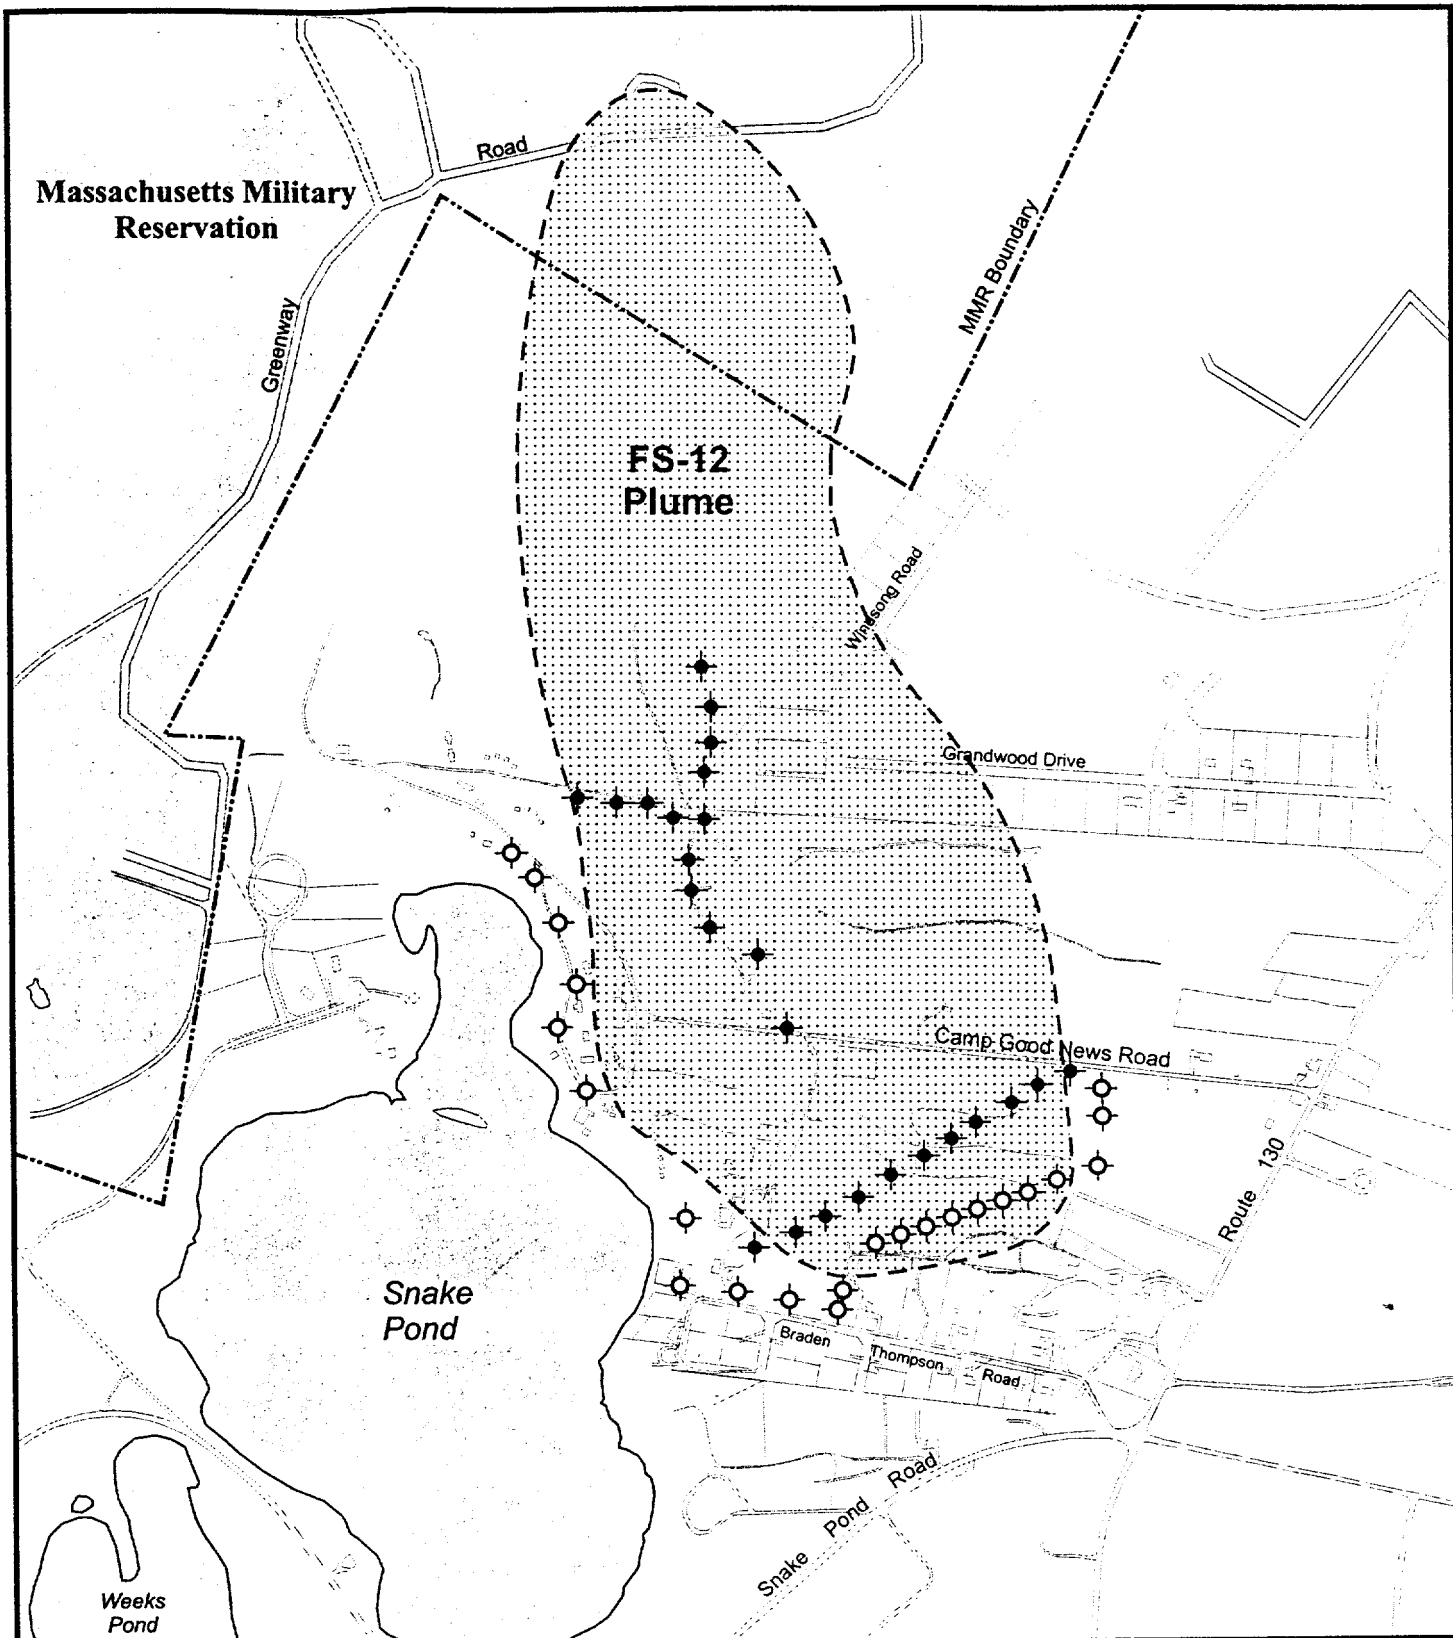 Road
Massachusetts Military
Reservation
MMR Boundary
Greenway
FS-12
Plume
Windsong Road
Grandwood Drive
Camp Good News Road
Route 130
Snake
Pond
Braden
Thompson
Road
Snake Pond Road
Weeks
Pond